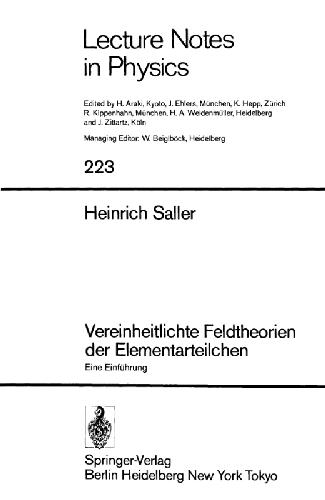 Lecture Notes
in Physics
Edited by H. Araki, Kyoto, J. Ehlers, München, K. Hepp, Zürich
R. Kippenhahn, München, H. A. Weidenmüller, Heidelberg
and J. Zittartz, Köln
Managing Editor: W. Beiglböck, Heidelberg
223
Heinrich Saller
Vereinheitlichte Feldtheorien
der Elementarteilchen
Eine Einführung
Springer-Verlag
Berlin Heidelberg New York Tokyo